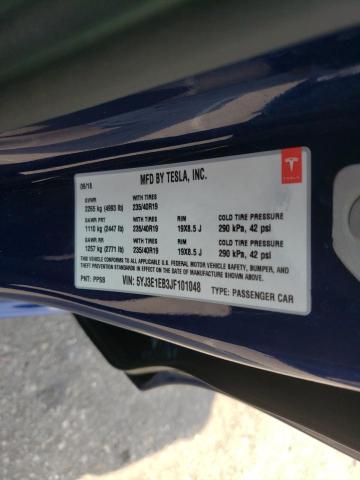 09/18 MFD BY TESLA, INC.
TESLA
GVWR WITH TIRES
2265 kg (4993 lb) 235/40R19
GAWR FRT WITH TIRES RIM COLD TIRE PRESSURE
1110 kg (2447 lb) 235/40R19 19X8.5 J 290 kPa, 42 psi
GAWR RR WITH TIRES RIM COLD TIRE PRESSURE
1257 kg (2771 lb) 235/40R19 19X8.5 J 290 kPa, 42 psi
THIS VEHICLE CONFORMS TO ALL APPLICABLE U.S. FEDERAL MOTOR VEHICLE SAFETY, BUMPER, AND
THEFT PREVENTION STANDARDS IN EFFECT ON THE DATE OF MANUFACTURE SHOWN ABOVE.
PNT: PPSB VIN: 5YJ3E1EB3JF101048 TYPE: PASSENGER CAR